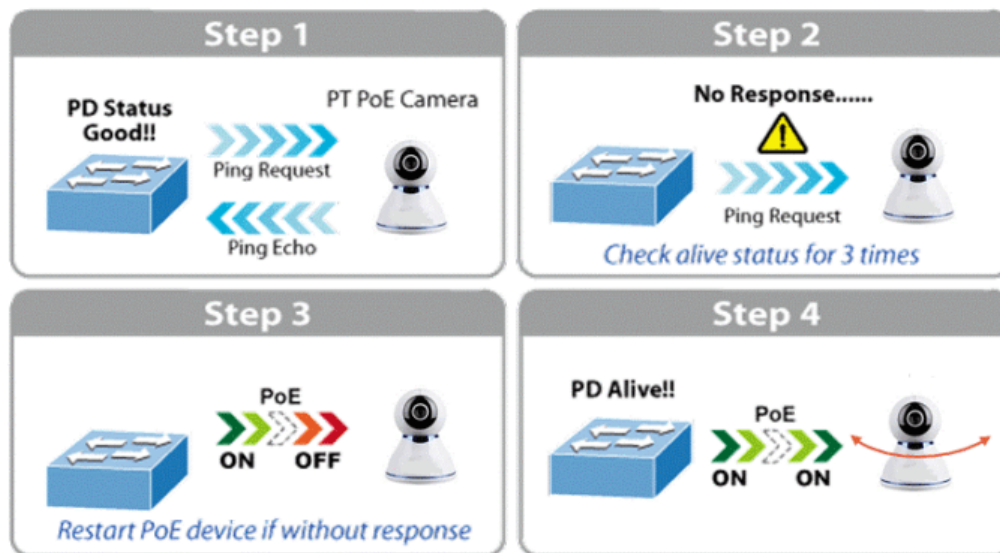 Step 1
PD Status
Good!!
PT PoE Camera
Ping Request
Ping Echo
Step 2
No Response......
Ping Request
Check alive status for 3 times
Step 3
PoE
ON OFF
Restart PoE device if without response
Step 4
PD Alive!!
PoE
ON ON